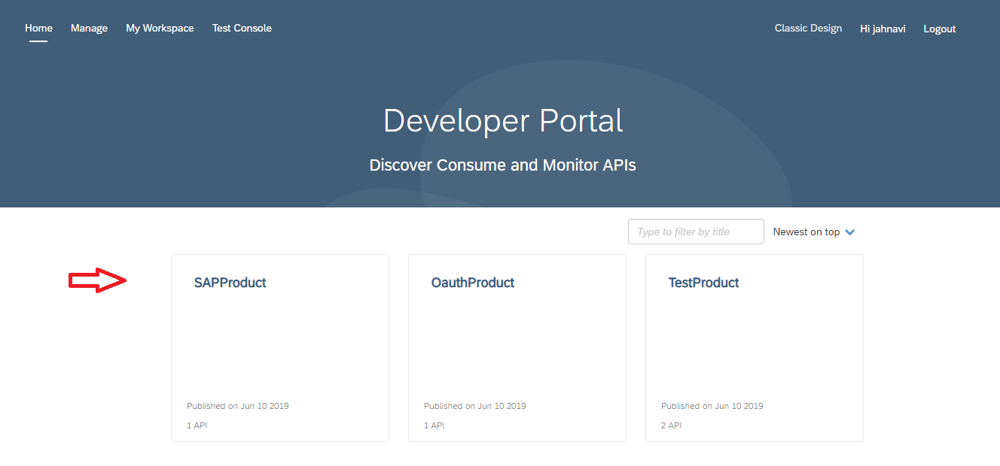 Home Manage My Workspace Test Console Classic Design Hi jahnavi Logout
Developer Portal
Discover Consume and Monitor APIs
Type to filter by title Newest on top
SAPProduct OauthProduct TestProduct
Published on Jun 10 2019 Published on Jun 10 2019 Published on Jun 10 2019
1 API 1 API 2 API